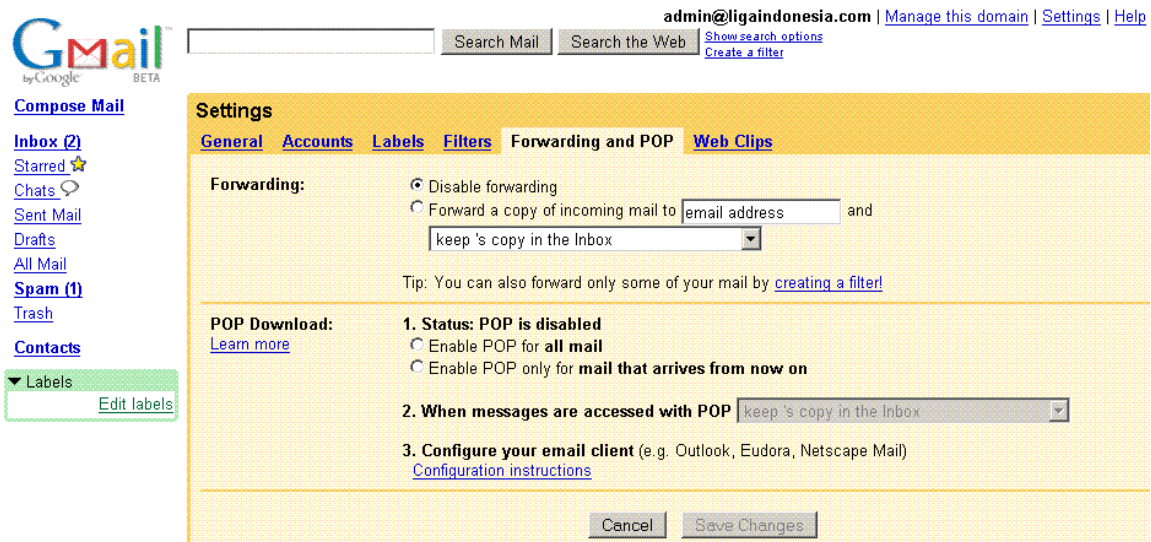 admin@ligaindonesia.com | Manage this domain | Settings | Help
Gmail
by Google BETA
Search Mail Search the Web Show search options
Create a filter
Compose Mail
Inbox (2)
Starred
Chats
Sent Mail
Drafts
All Mail
Spam (1)
Trash
Contacts
Labels
Edit labels
Settings
General Accounts Labels Filters Forwarding and POP Web Clips
Forwarding: Disable forwarding
Forward a copy of incoming mail to email address and
keep 's copy in the Inbox
Tip: You can also forward only some of your mail by creating a filter!
POP Download: 1. Status: POP is disabled
Learn more Enable POP for all mail
Enable POP only for mail that arrives from now on
2. When messages are accessed with POP keep 's copy in the Inbox
3. Configure your email client (e.g. Outlook, Eudora, Netscape Mail)
Configuration instructions
Cancel Save Changes